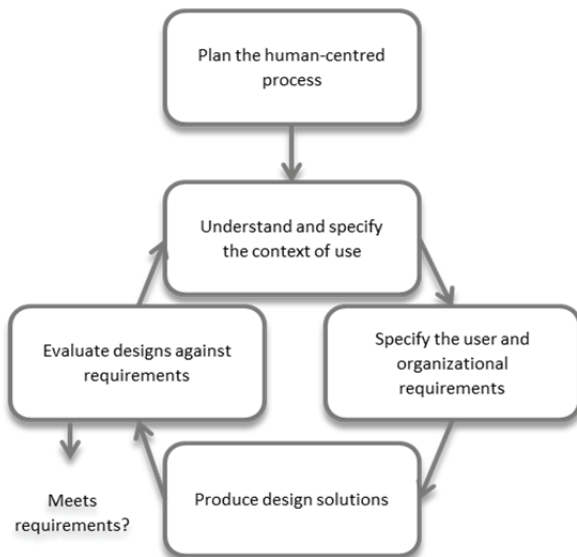 Plan the human-centred
process
Understand and specify
the context of use
Evaluate designs against
requirements
Specify the user and
organizational
requirements
Meets
requirements?
Produce design solutions